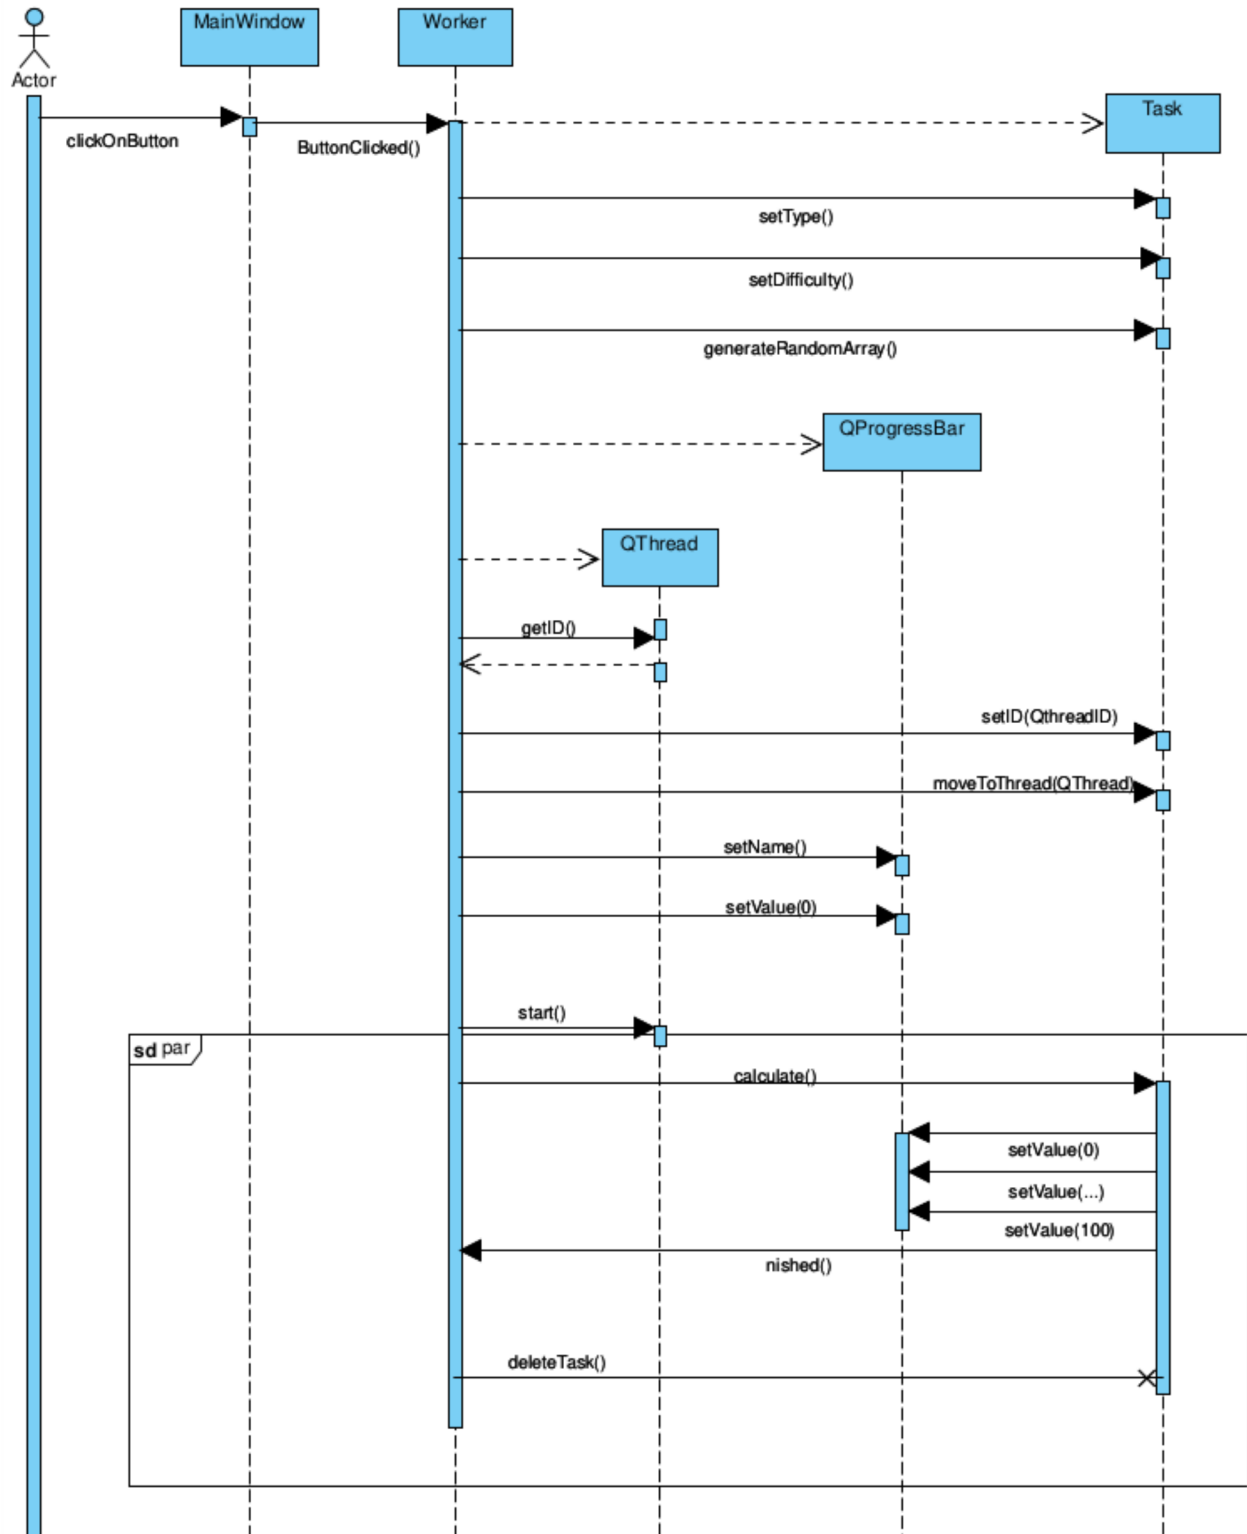 MainWindow
Worker
Actor
Task
clickOnButton
ButtonClicked()
setType()
setDifficulty()
generateRandomArray()
QProgressBar
QThread
getID()
setID(QthreadID)
moveToThread(QThread)
setName()
setValue(0)
start()
sd par
calculate()
setValue(0)
setValue(...)
setValue(100)
nished()
deleteTask()